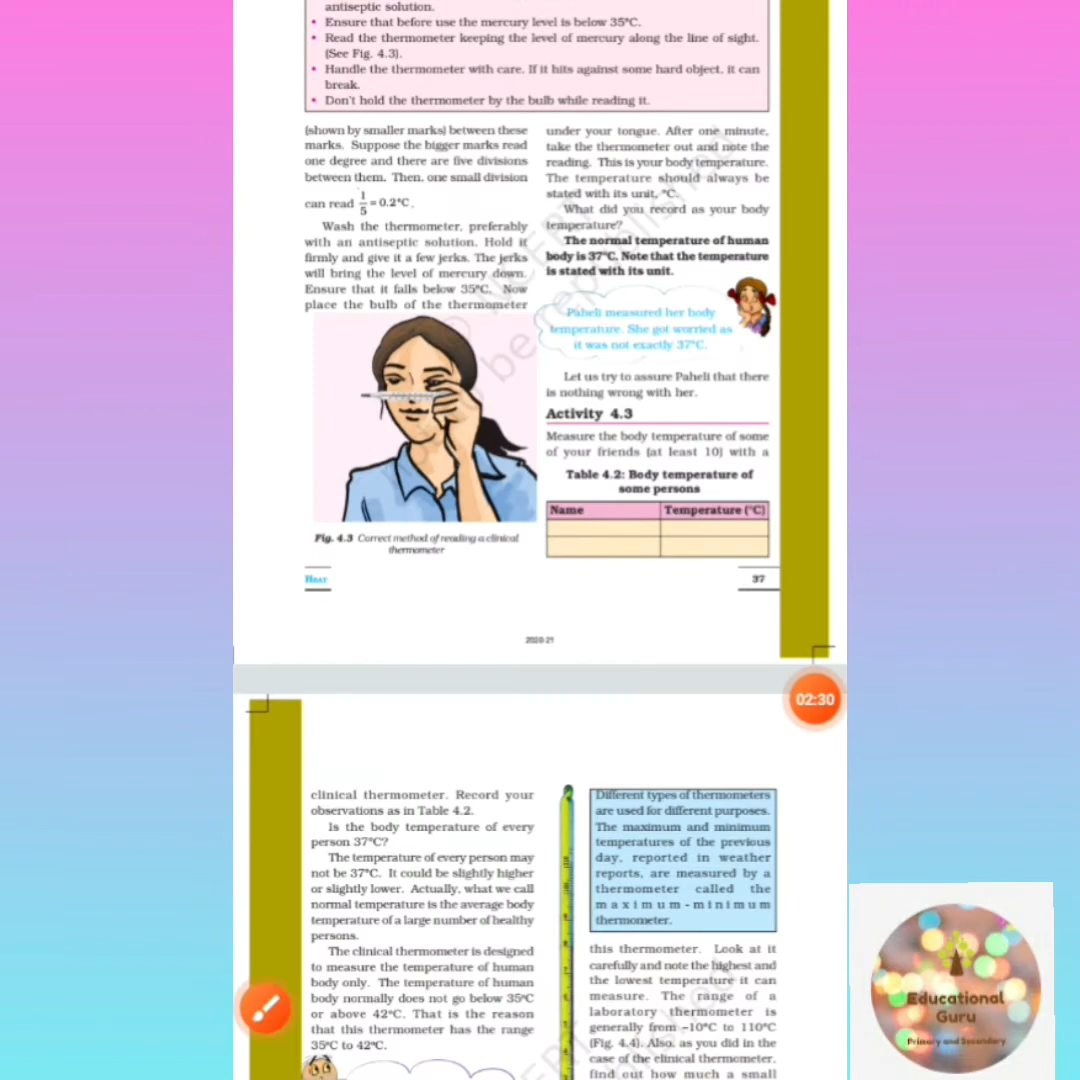 antiseptic solution.
• Ensure that before use the mercury level is below 35°C.
• Read the thermometer keeping the level of mercury along the line of sight.
(See Fig. 4.3).
• Handle the thermometer with care. If it hits against some hard object, it can
break.
• Don't hold the thermometer by the bulb while reading it.
(shown by smaller marks) between these
marks. Suppose the bigger marks read
one degree and there are five divisions
between them. Then, one small division
can read 1/5 = 0.2°C.
Wash the thermometer, preferably
with an antiseptic solution. Hold it
firmly and give it a few jerks. The jerks
will bring the level of mercury down.
Ensure that it falls below 35°C. Now
place the bulb of the thermometer
Fig. 4.3 Correct method of reading a clinical
thermometer
under your tongue. After one minute,
take the thermometer out and note the
reading. This is your body temperature.
The temperature should always be
stated with its unit, °C.
What did you record as your body
temperature?
The normal temperature of human
body is 37°C. Note that the temperature
is stated with its unit.
Paheli measured her body
temperature. She got worried as
it was not exactly 37°C.
Let us try to assure Paheli that there
is nothing wrong with her.
Activity 4.3
Measure the body temperature of some
of your friends (at least 10) with a
Table 4.2: Body temperature of
some persons
Name Temperature (°C)
HEAT
37
2020-21
02:30
clinical thermometer. Record your
observations as in Table 4.2.
Is the body temperature of every
person 37°C?
The temperature of every person may
not be 37°C. It could be slightly higher
or slightly lower. Actually, what we call
normal temperature is the average body
temperature of a large number of healthy
persons.
The clinical thermometer is designed
to measure the temperature of human
body only. The temperature of human
body normally does not go below 35°C
or above 42°C. That is the reason
that this thermometer has the range
35°C to 42°C.
Different types of thermometers
are used for different purposes.
The maximum and minimum
temperatures of the previous
day, reported in weather
reports, are measured by a
thermometer called the
maximum-minimum
thermometer.
this thermometer. Look at it
carefully and note the highest and
the lowest temperature it can
measure. The range of a
laboratory thermometer is
generally from –10°C to 110°C
(Fig. 4.4). Also, as you did in the
case of the clinical thermometer,
find out how much a small
Educational
Guru
Primary and Secondary